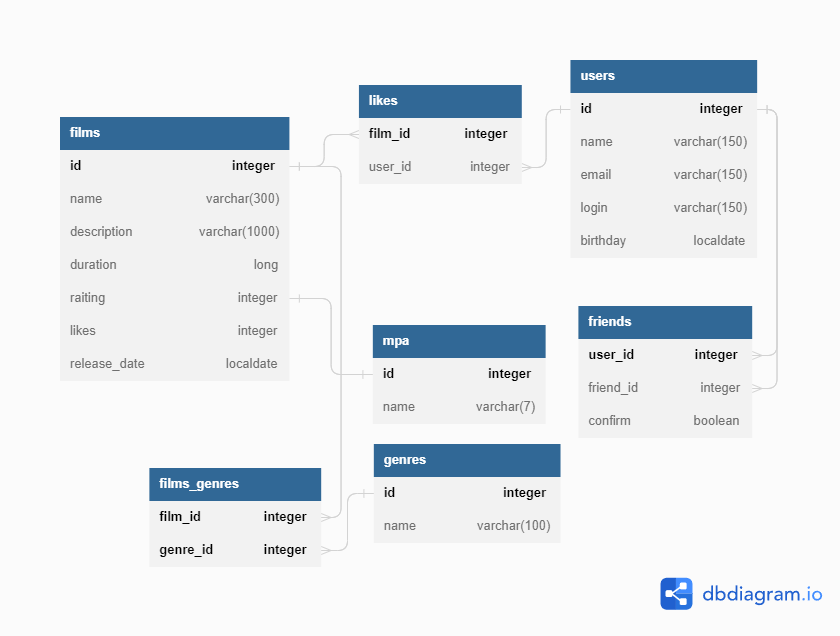 films
id integer
name varchar(300)
description varchar(1000)
duration long
raiting integer
likes integer
release_date localdate
likes
film_id integer
user_id integer
users
id integer
name varchar(150)
email varchar(150)
login varchar(150)
birthday localdate
mpa
id integer
name varchar(7)
friends
user_id integer
friend_id integer
confirm boolean
films_genres
film_id integer
genre_id integer
genres
id integer
name varchar(100)
dbdiagram.io